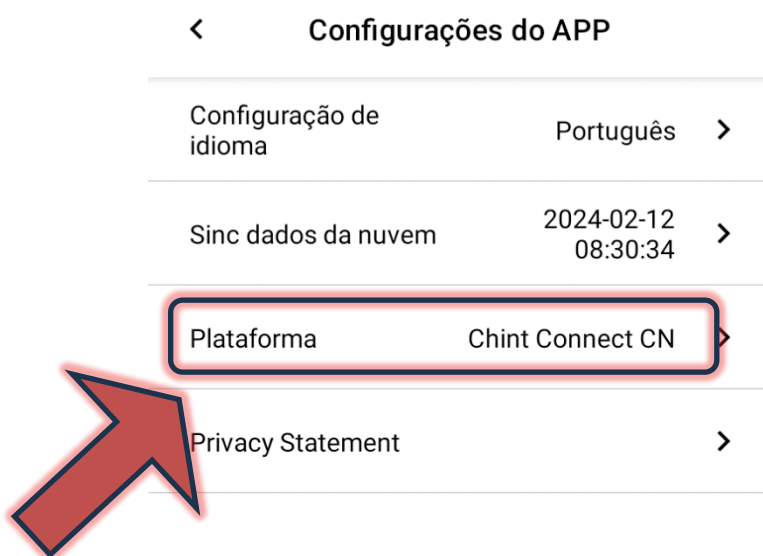 Configurações do APP
Configuração de
idioma
Português
Sinc dados da nuvem
2024-02-12
08:30:34
Plataforma
Chint Connect CN
Privacy Statement